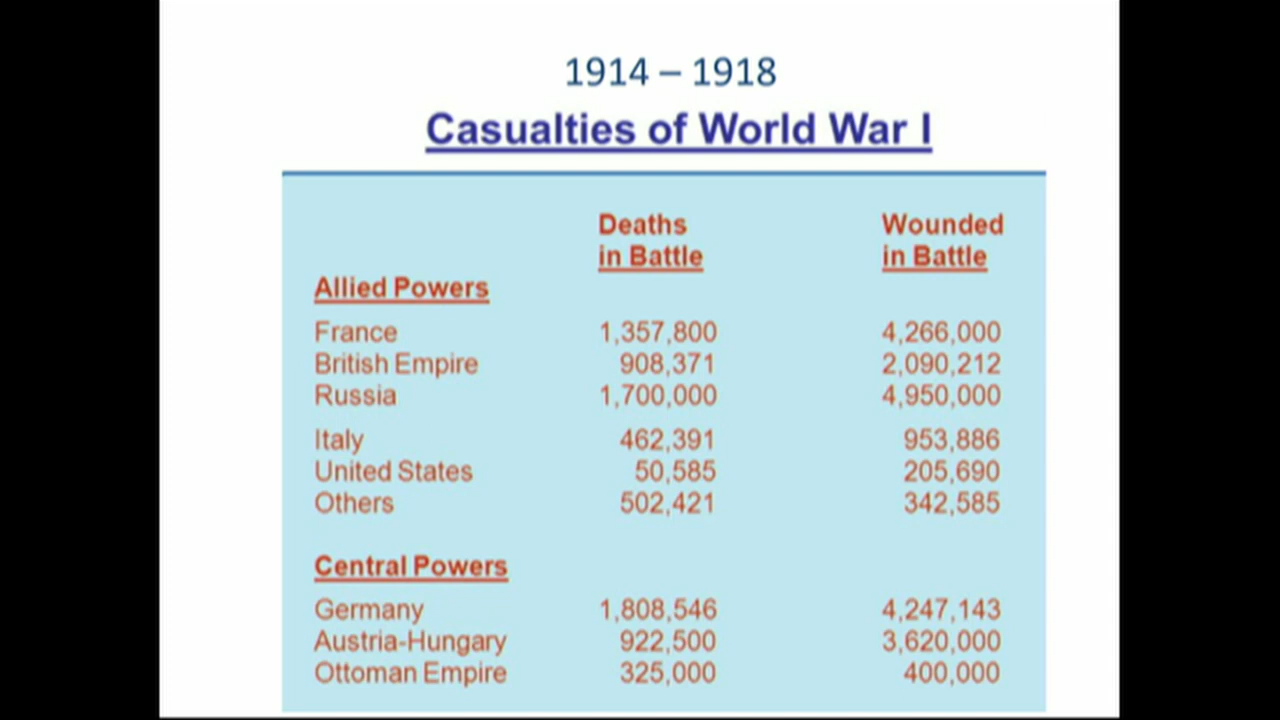 1914 – 1918
Casualties of World War I
Deaths Wounded
in Battle in Battle
Allied Powers
France 1,357,800 4,266,000
British Empire 908,371 2,090,212
Russia 1,700,000 4,950,000
Italy 462,391 953,886
United States 50,585 205,690
Others 502,421 342,585
Central Powers
Germany 1,808,546 4,247,143
Austria-Hungary 922,500 3,620,000
Ottoman Empire 325,000 400,000